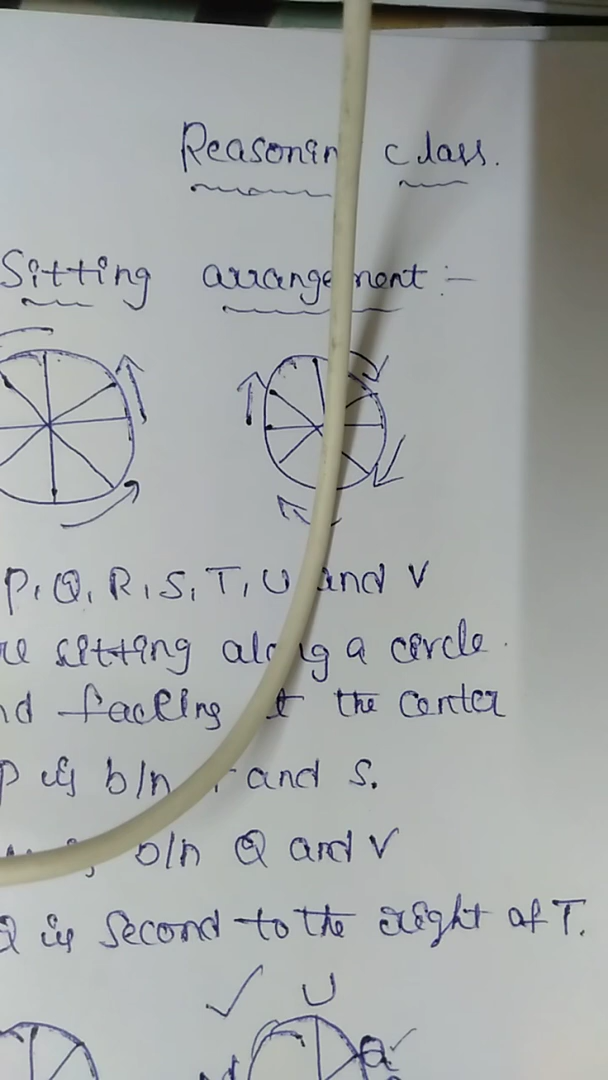 Reasonin class.
Sitting arrangement :-
P, Q, R, S, T, U and V
sitting along a circle.
facking the center
P is b/n and S.
b/n Q and V
is second to the right of T.
U
Q